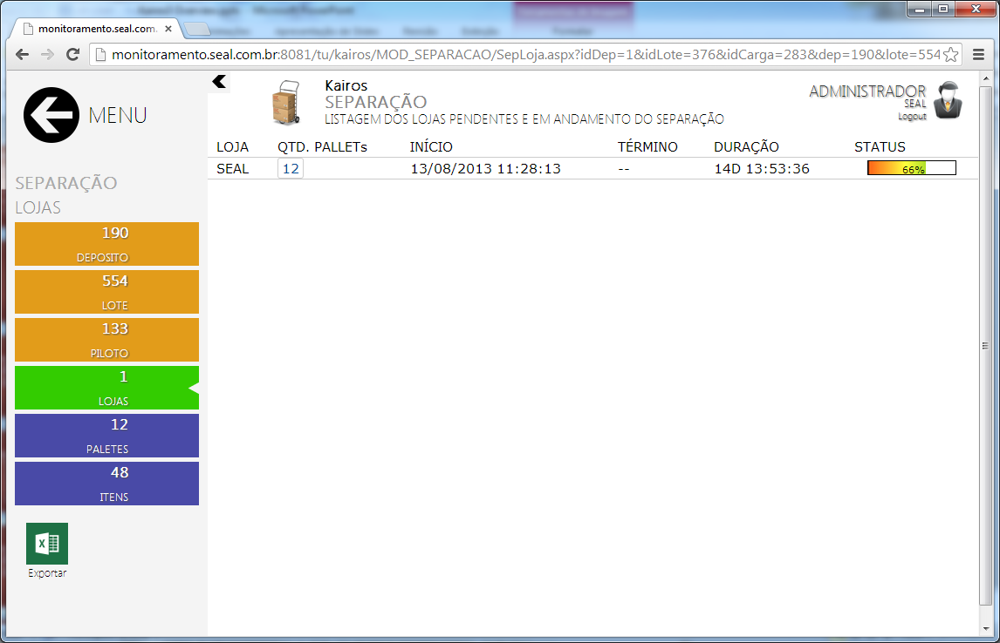 Microsoft PowerPoint
monitoramento.seal.com.
monitoramento.seal.com.br:8081/tu/kairos/MOD_SEPARACAO/SepLoja.aspx?idDep=1&idLote=376&idCarga=283&dep=190&lote=554
MENU
Kairos
SEPARAÇÃO
LISTAGEM DOS LOJAS PENDENTES E EM ANDAMENTO DO SEPARAÇÃO
ADMINISTRADOR
SEAL
Logout
LOJA QTD. PALLETs INÍCIO TÉRMINO DURAÇÃO STATUS
SEAL 12 13/08/2013 11:28:13 -- 14D 13:53:36 66%
SEPARAÇÃO
LOJAS
190
DEPOSITO
554
LOTE
133
PILOTO
1
LOJAS
12
PALETES
48
ITENS
Exportar